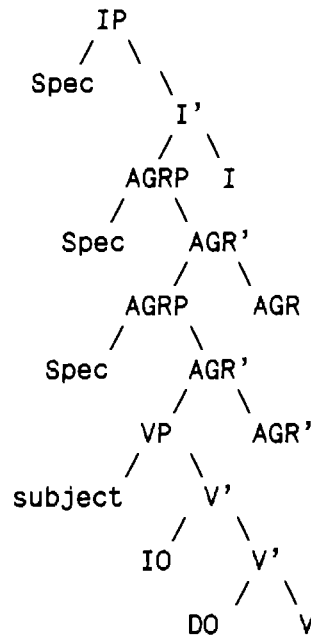 IP
Spec
I'
AGRP I
Spec AGR'
AGRP AGR
Spec AGR'
VP AGR'
subject V'
IO V'
DO V